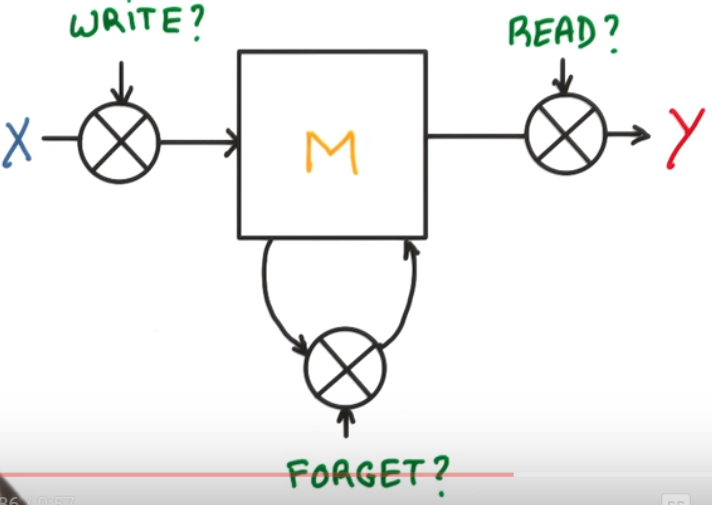 WRITE?
READ?
X
M
Y
FORGET?